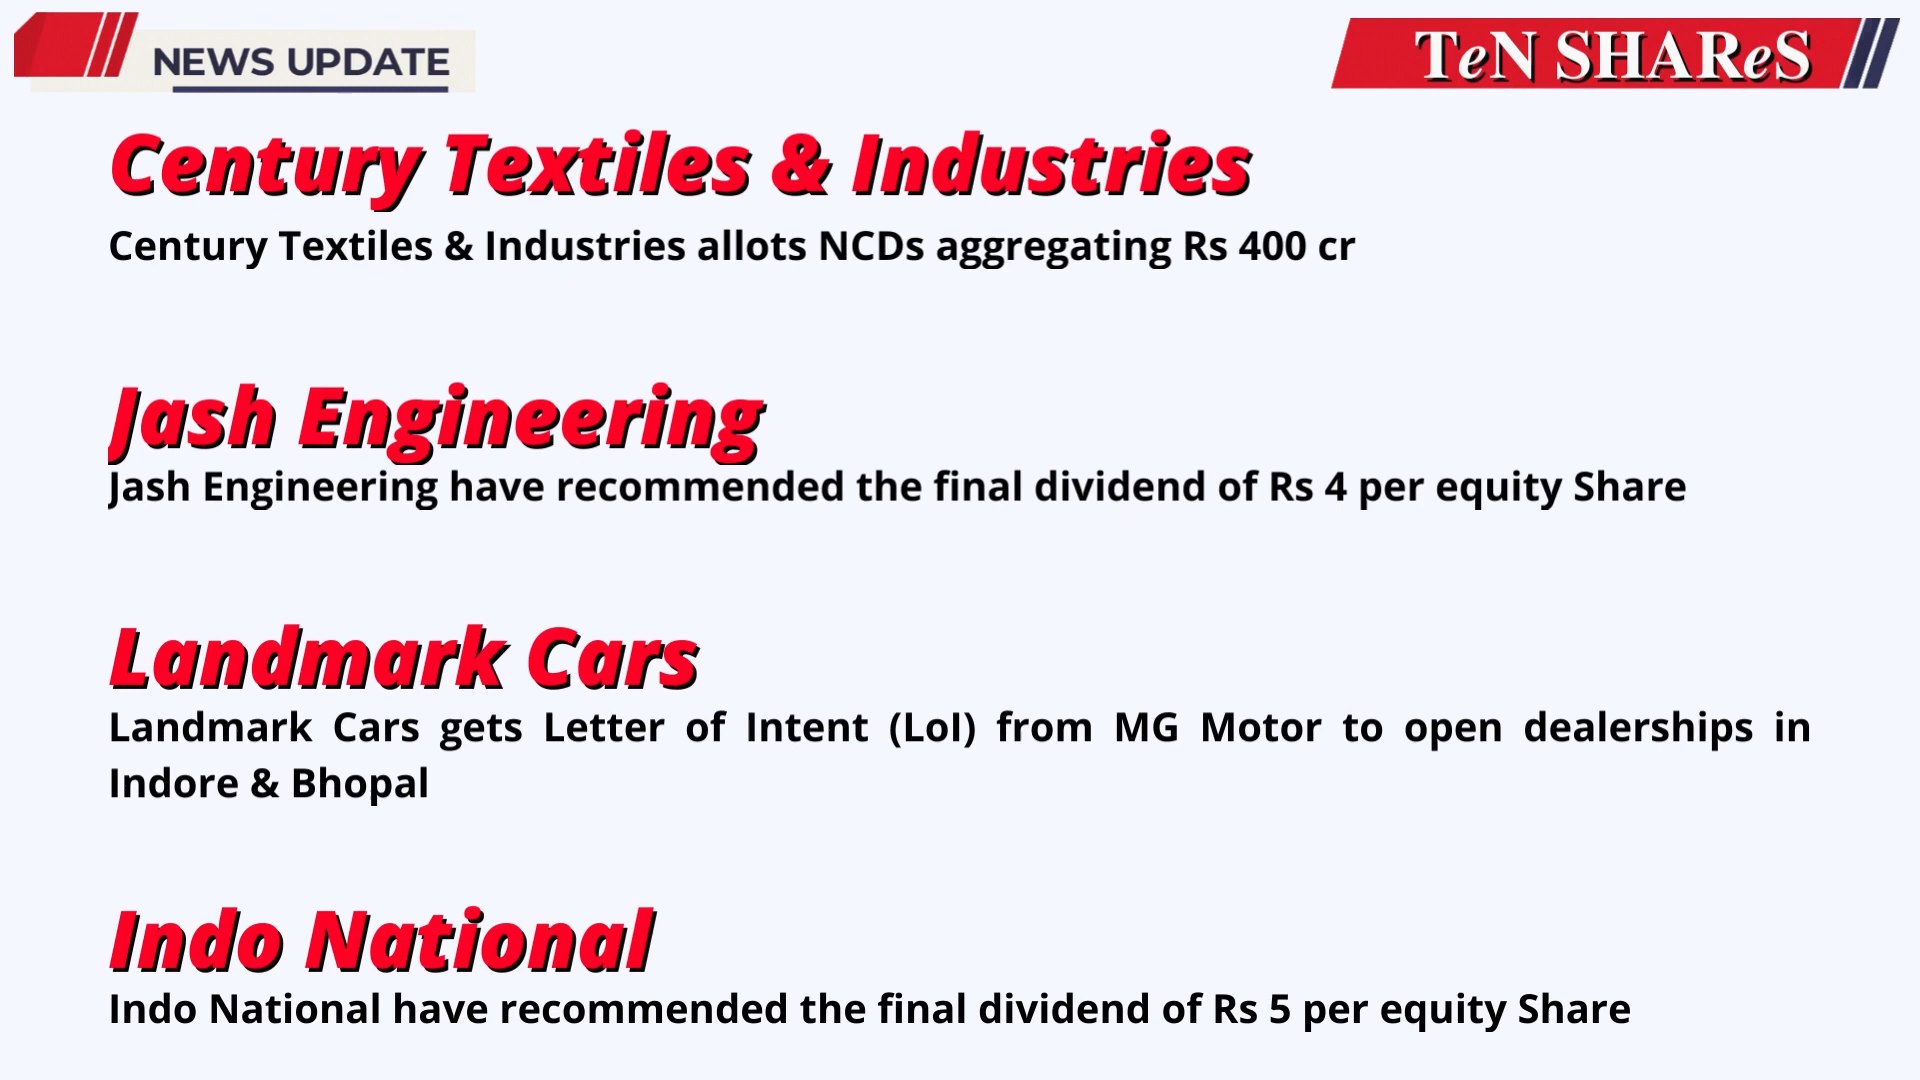 NEWS UPDATE
TeN SHAReS
Century Textiles & Industries
Century Textiles & Industries allots NCDs aggregating Rs 400 cr
Jash Engineering
Jash Engineering have recommended the final dividend of Rs 4 per equity Share
Landmark Cars
Landmark Cars gets Letter of Intent (LoI) from MG Motor to open dealerships in
Indore & Bhopal
Indo National
Indo National have recommended the final dividend of Rs 5 per equity Share